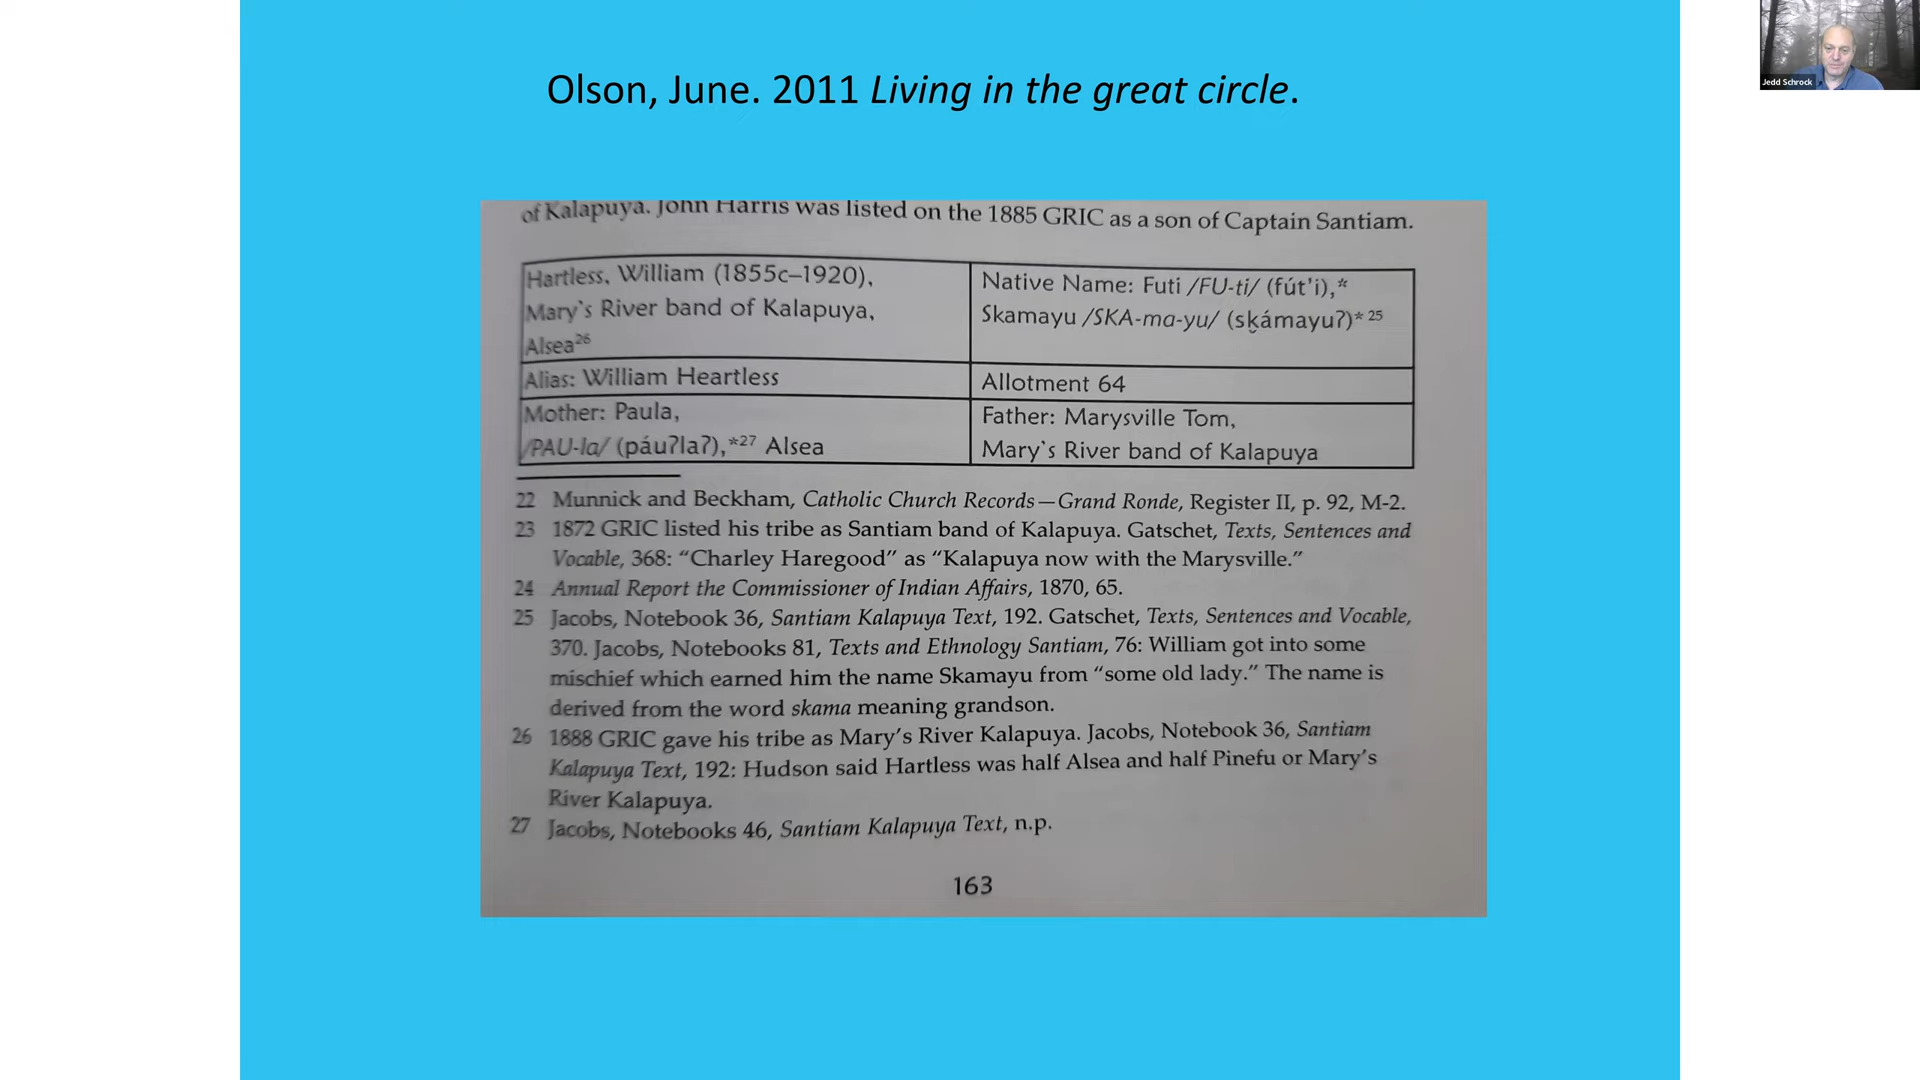 Olson, June. 2011 Living in the great circle.
Jedd Schrock
of Kalapuya. John Harris was listed on the 1885 GRIC as a son of Captain Santiam.
Hartless, William (1855c–1920),
Mary's River band of Kalapuya,
Alsea26
Native Name: Futi /FU-ti/ (fút'i),*
Skamayu /SKA-ma-yu/ (sḵámayuʔ)* 25
Alias: William Heartless
Allotment 64
Mother: Paula,
/PAU-la/ (páuʔlaʔ),*27 Alsea
Father: Marysville Tom,
Mary's River band of Kalapuya
22 Munnick and Beckham, Catholic Church Records—Grand Ronde, Register II, p. 92, M-2.
23 1872 GRIC listed his tribe as Santiam band of Kalapuya. Gatschet, Texts, Sentences and
Vocable, 368: “Charley Haregood” as “Kalapuya now with the Marysville.”
24 Annual Report the Commissioner of Indian Affairs, 1870, 65.
25 Jacobs, Notebook 36, Santiam Kalapuya Text, 192. Gatschet, Texts, Sentences and Vocable,
370. Jacobs, Notebooks 81, Texts and Ethnology Santiam, 76: William got into some
mischief which earned him the name Skamayu from “some old lady.” The name is
derived from the word skama meaning grandson.
26 1888 GRIC gave his tribe as Mary's River Kalapuya. Jacobs, Notebook 36, Santiam
Kalapuya Text, 192: Hudson said Hartless was half Alsea and half Pinefu or Mary's
River Kalapuya.
27 Jacobs, Notebooks 46, Santiam Kalapuya Text, n.p.
163